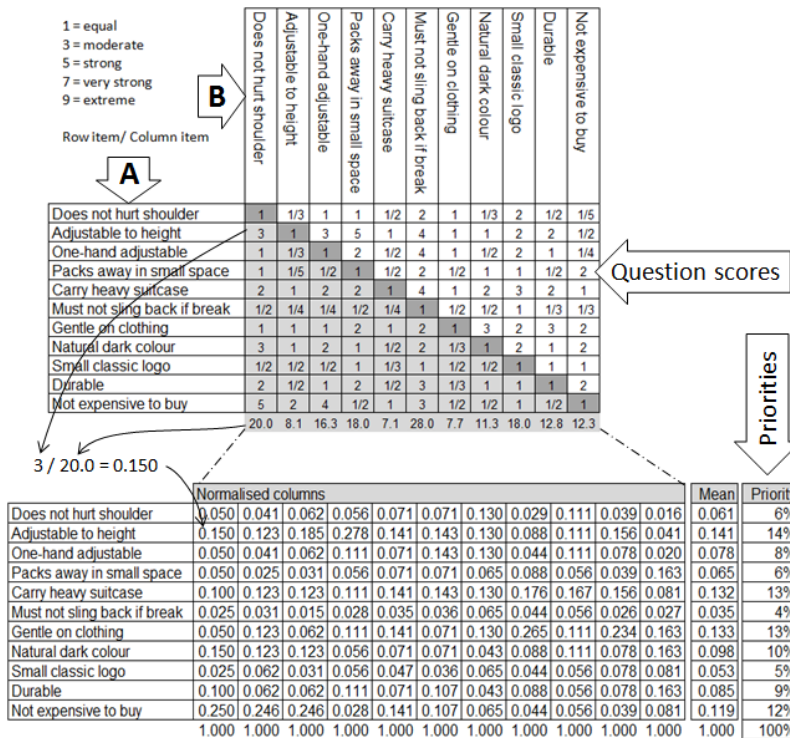 1 = equal
3 = moderate
5 = strong
7 = very strong
9 = extreme
Row item/ Column item
A
B
Does not hurt shoulder
Adjustable to height
One-hand adjustable
Packs away in small space
Carry heavy suitcase
Must not sling back if break
Gentle on clothing
Natural dark colour
Small classic logo
Durable
Not expensive to buy
Does not hurt shoulder 1 1/3 1 1 1/2 2 1 1/3 2 1/2 1/5
Adjustable to height 3 1 3 5 1 4 1 1 2 2 1/2
One-hand adjustable 1 1/3 1 2 1/2 4 1 1/2 2 1 1/4
Packs away in small space 1 1/5 1/2 1 1/2 2 1/2 1 1 1/2 2
Carry heavy suitcase 2 1 2 2 1 4 1 2 3 2 1
Must not sling back if break 1/2 1/4 1/4 1/2 1/4 1 1/2 1/2 1 1/3 1/3
Gentle on clothing 1 1 1 2 1 2 1 3 2 3 2
Natural dark colour 3 1 2 1 1/2 2 1/3 1 2 1 2
Small classic logo 1/2 1/2 1/2 1 1/3 1 1/2 1/2 1 1 1
Durable 2 1/2 1 2 1/2 3 1/3 1 1 1 2
Not expensive to buy 5 2 4 1/2 1 3 1/2 1/2 1 1/2 1
20.0 8.1 16.3 18.0 7.1 28.0 7.7 11.3 18.0 12.8 12.3
Question scores
Priorities
3 / 20.0 = 0.150
Normalised columns Mean Priorit
Does not hurt shoulder 0.050 0.041 0.062 0.056 0.071 0.071 0.130 0.029 0.111 0.039 0.016 0.061 6%
Adjustable to height 0.150 0.123 0.185 0.278 0.141 0.143 0.130 0.088 0.111 0.156 0.041 0.141 14%
One-hand adjustable 0.050 0.041 0.062 0.111 0.071 0.143 0.130 0.044 0.111 0.078 0.020 0.078 8%
Packs away in small space 0.050 0.025 0.031 0.056 0.071 0.071 0.065 0.088 0.056 0.039 0.163 0.065 6%
Carry heavy suitcase 0.100 0.123 0.123 0.111 0.141 0.143 0.130 0.176 0.167 0.156 0.081 0.132 13%
Must not sling back if break 0.025 0.031 0.015 0.028 0.035 0.036 0.065 0.044 0.056 0.026 0.027 0.035 4%
Gentle on clothing 0.050 0.123 0.062 0.111 0.141 0.071 0.130 0.265 0.111 0.234 0.163 0.133 13%
Natural dark colour 0.150 0.123 0.123 0.056 0.071 0.071 0.043 0.088 0.111 0.078 0.163 0.098 10%
Small classic logo 0.025 0.062 0.031 0.056 0.047 0.036 0.065 0.044 0.056 0.078 0.081 0.053 5%
Durable 0.100 0.062 0.062 0.111 0.071 0.107 0.043 0.088 0.056 0.078 0.163 0.085 9%
Not expensive to buy 0.250 0.246 0.246 0.028 0.141 0.107 0.065 0.044 0.056 0.039 0.081 0.119 12%
1.000 1.000 1.000 1.000 1.000 1.000 1.000 1.000 1.000 1.000 1.000 1.000 100%